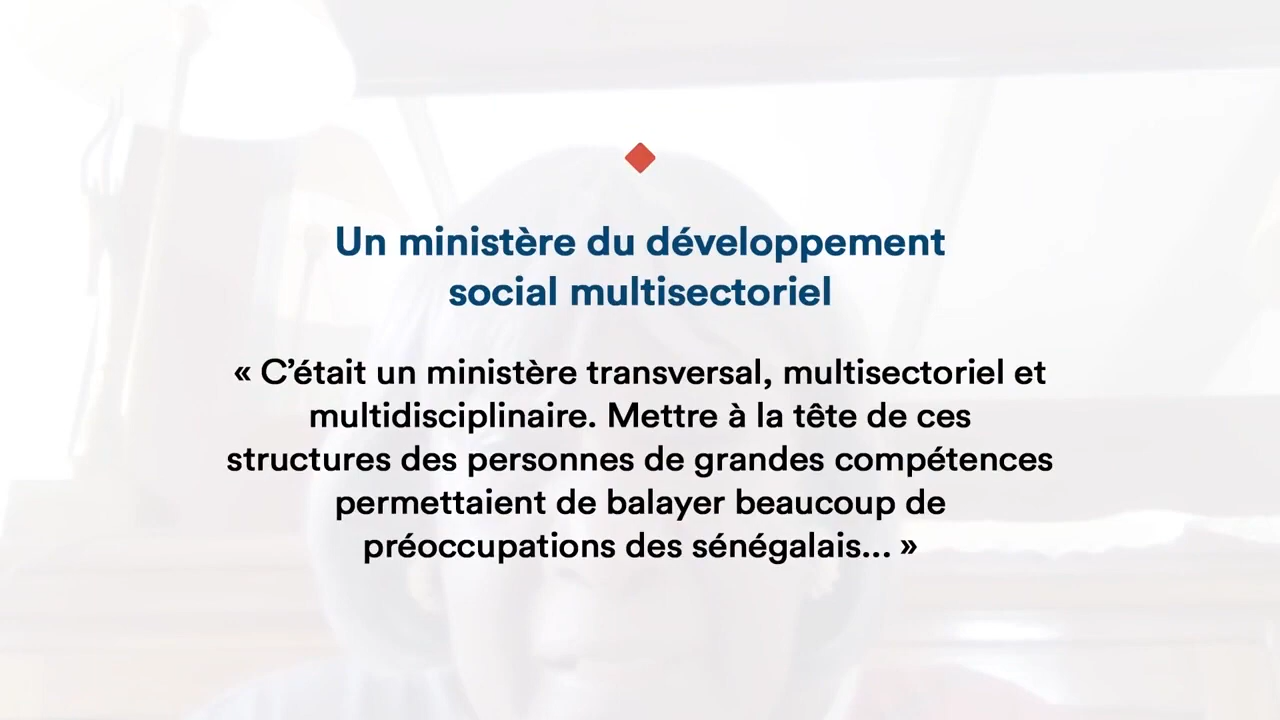 Un ministère du développement
social multisectoriel
« C’était un ministère transversal, multisectoriel et
multidisciplinaire. Mettre à la tête de ces
structures des personnes de grandes compétences
permettaient de balayer beaucoup de
préoccupations des sénégalais... »